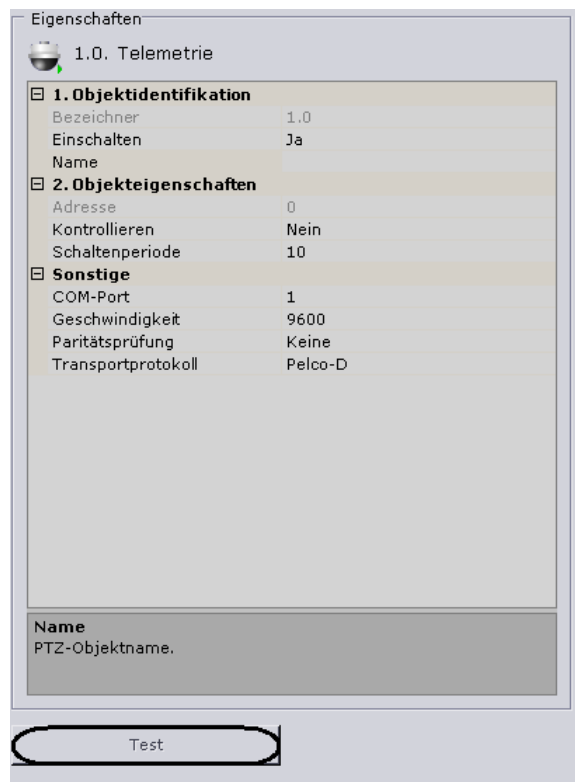 Eigenschaften
1.0. Telemetrie
1. Objektidentifikation
Bezeichner 1.0
Einschalten Ja
Name
2. Objekteigenschaften
Adresse 0
Kontrollieren Nein
Schaltenperiode 10
Sonstige
COM-Port 1
Geschwindigkeit 9600
Paritätsprüfung Keine
Transportprotokoll Pelco-D
Name
PTZ-Objektname.
Test